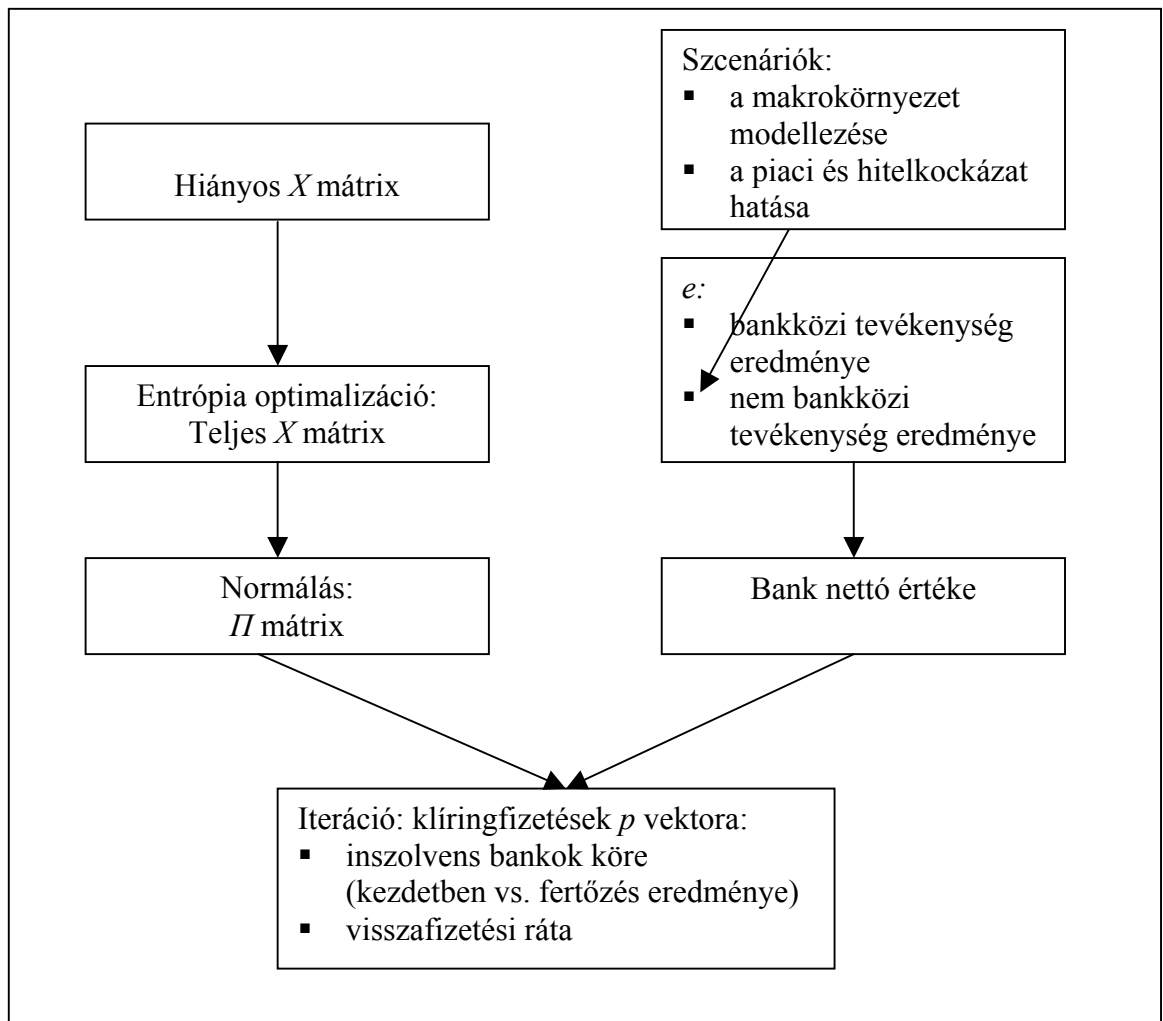 Hiányos X mátrix
Entrópia optimalizáció:
Teljes X mátrix
Normálás:
Π mátrix
Szcenáriók:
▪ a makrokörnyezet
modellezése
▪ a piaci és hitelkockázat
hatása
e:
▪ bankközi tevékenység
eredménye
▪ nem bankközi
tevékenység eredménye
Bank nettó értéke
Iteráció: klíringfizetések p vektora:
▪ inszolvens bankok köre
(kezdetben vs. fertőzés eredménye)
▪ visszafizetési ráta